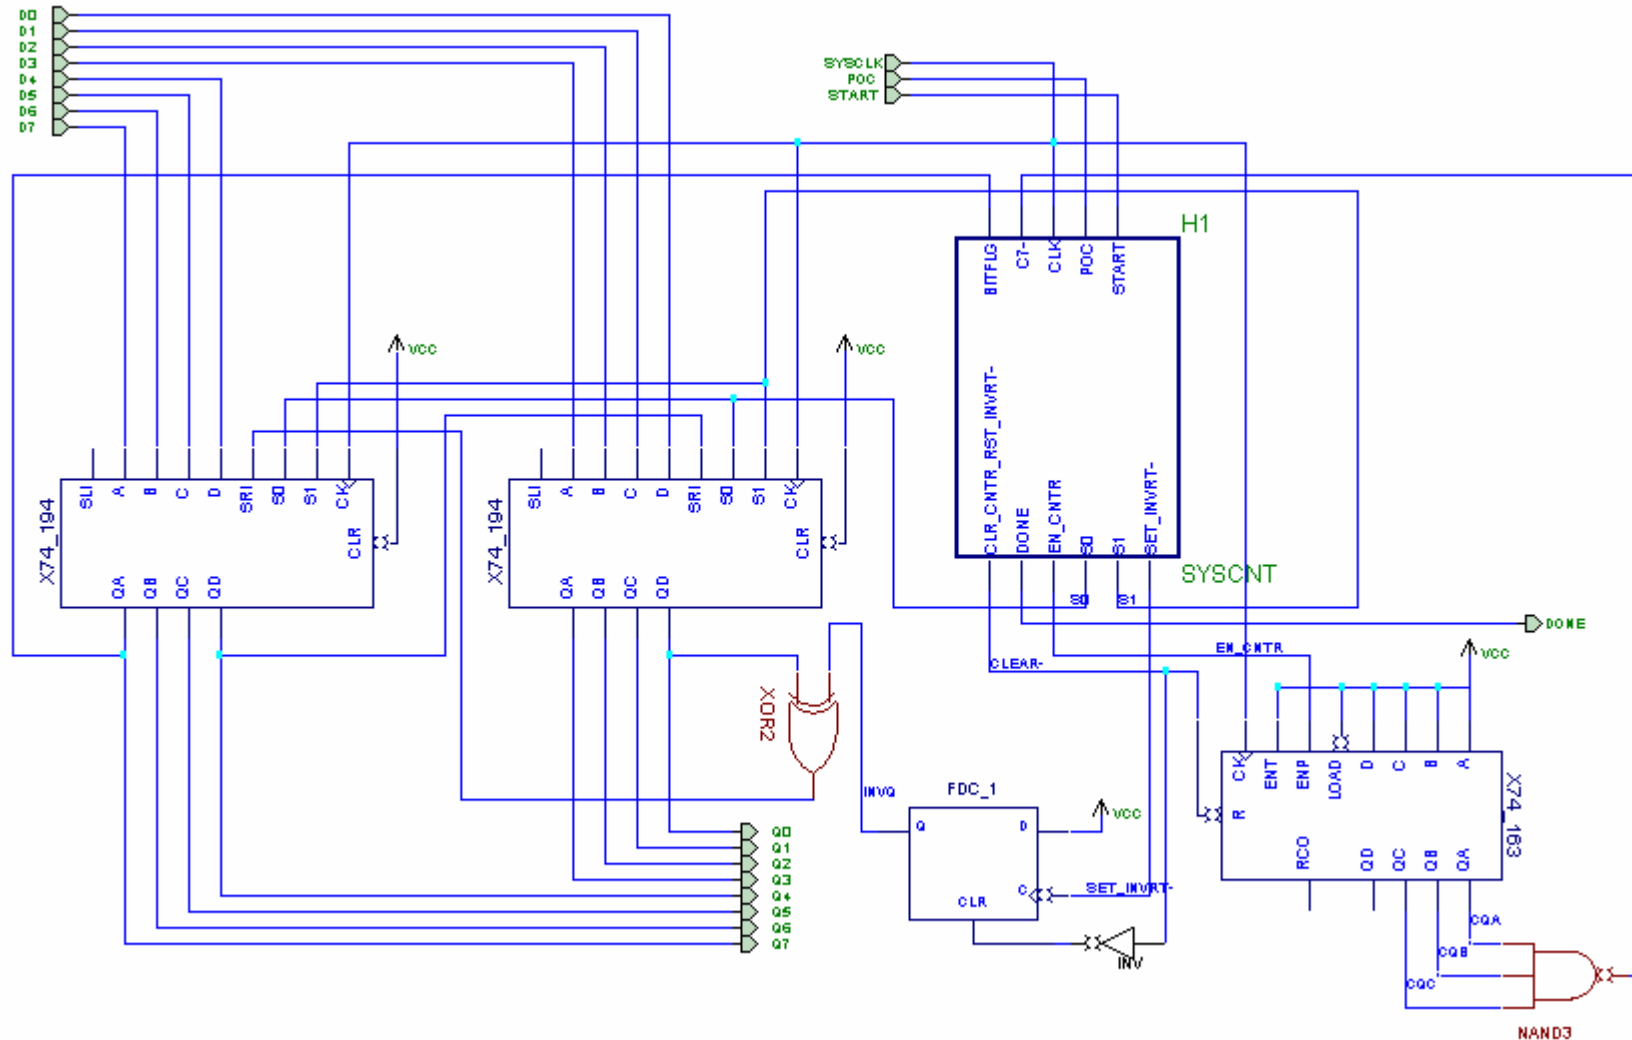 D0
D1
D2
D3
D4
D5
D6
D7
SYSCLK
POC
START
H1
BITFLG
C7-
CLK
POC
START
VCC
VCC
CLR_CNTR_RST_INVRT-
DONE
EN_CNTR
S0
S1
SET_INVRT-
SYSCNT
X74_194
SLI
A
B
C
D
SRI
S0
S1
CK
CLR
QA
QB
QC
QD
X74_194
SLI
A
B
C
D
SRI
S0
S1
CK
CLR
QA
QB
QC
QD
S0
S1
DONE
EN_CNTR
VCC
CLEAR-
XOR2
INVQ
FDC_1
VCC
Q
D
C
CLR
SET_INVRT-
INV
CK
ENT
ENP
LOAD
D
C
B
A
R
X74_163
RCO
QD
QC
QB
QA
Q0
Q1
Q2
Q3
Q4
Q5
Q6
Q7
CQA
CQB
CQC
NAND3